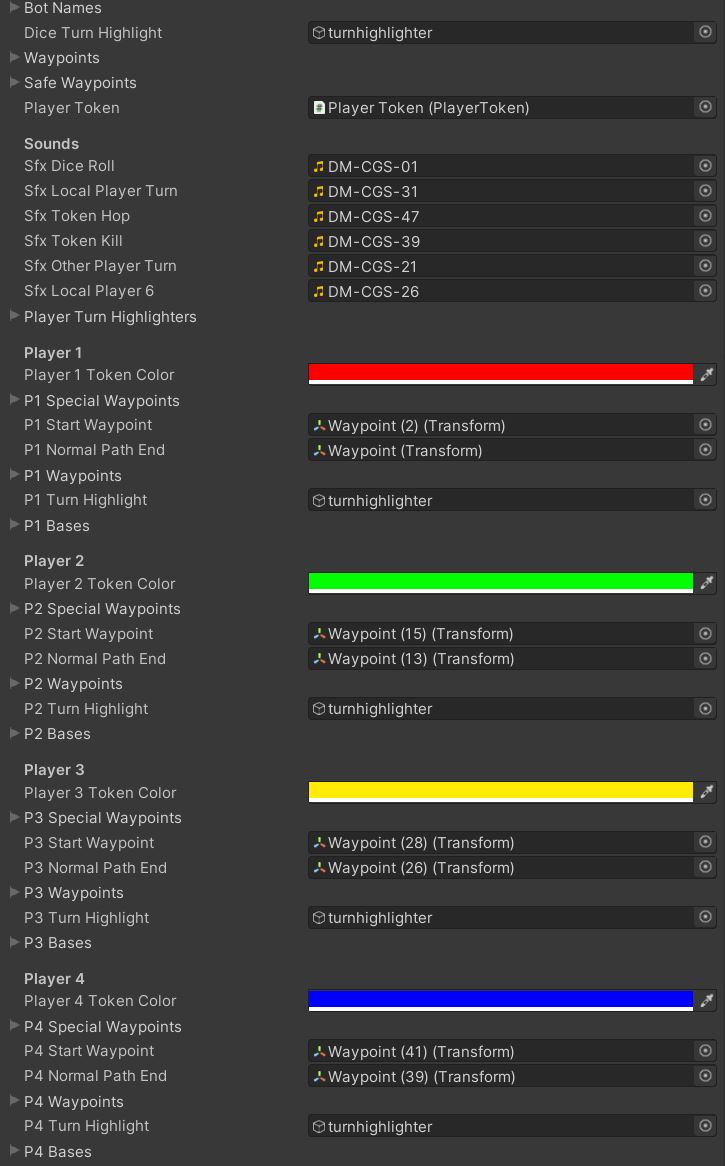 Bot Names
Dice Turn Highlight turnhighlighter
Waypoints
Safe Waypoints
Player Token Player Token (PlayerToken)
Sounds
Sfx Dice Roll DM-CGS-01
Sfx Local Player Turn DM-CGS-31
Sfx Token Hop DM-CGS-47
Sfx Token Kill DM-CGS-39
Sfx Other Player Turn DM-CGS-21
Sfx Local Player 6 DM-CGS-26
Player Turn Highlighters
Player 1
Player 1 Token Color
P1 Special Waypoints
P1 Start Waypoint Waypoint (2) (Transform)
P1 Normal Path End Waypoint (Transform)
P1 Waypoints
P1 Turn Highlight turnhighlighter
P1 Bases
Player 2
Player 2 Token Color
P2 Special Waypoints
P2 Start Waypoint Waypoint (15) (Transform)
P2 Normal Path End Waypoint (13) (Transform)
P2 Waypoints
P2 Turn Highlight turnhighlighter
P2 Bases
Player 3
Player 3 Token Color
P3 Special Waypoints
P3 Start Waypoint Waypoint (28) (Transform)
P3 Normal Path End Waypoint (26) (Transform)
P3 Waypoints
P3 Turn Highlight turnhighlighter
P3 Bases
Player 4
Player 4 Token Color
P4 Special Waypoints
P4 Start Waypoint Waypoint (41) (Transform)
P4 Normal Path End Waypoint (39) (Transform)
P4 Waypoints
P4 Turn Highlight turnhighlighter
P4 Bases